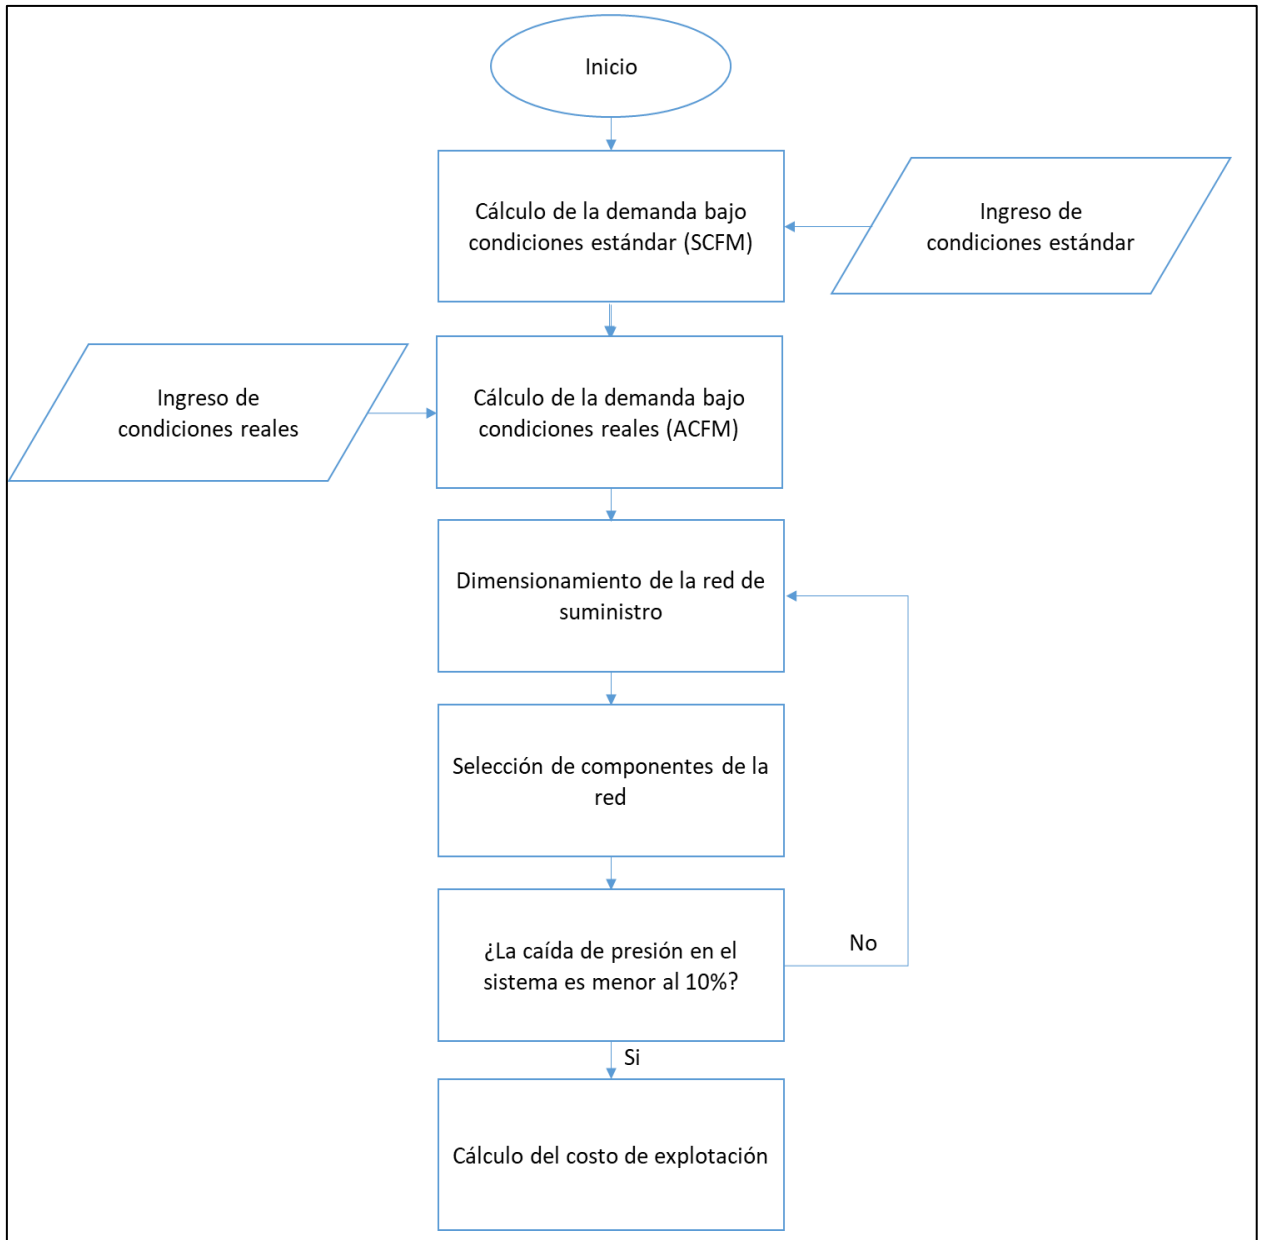 Inicio
Cálculo de la demanda bajo
condiciones estándar (SCFM)
Ingreso de
condiciones estándar
Ingreso de
condiciones reales
Cálculo de la demanda bajo
condiciones reales (ACFM)
Dimensionamiento de la red de
suministro
Selección de componentes de la
red
¿La caída de presión en el
sistema es menor al 10%?
No
Si
Cálculo del costo de explotación